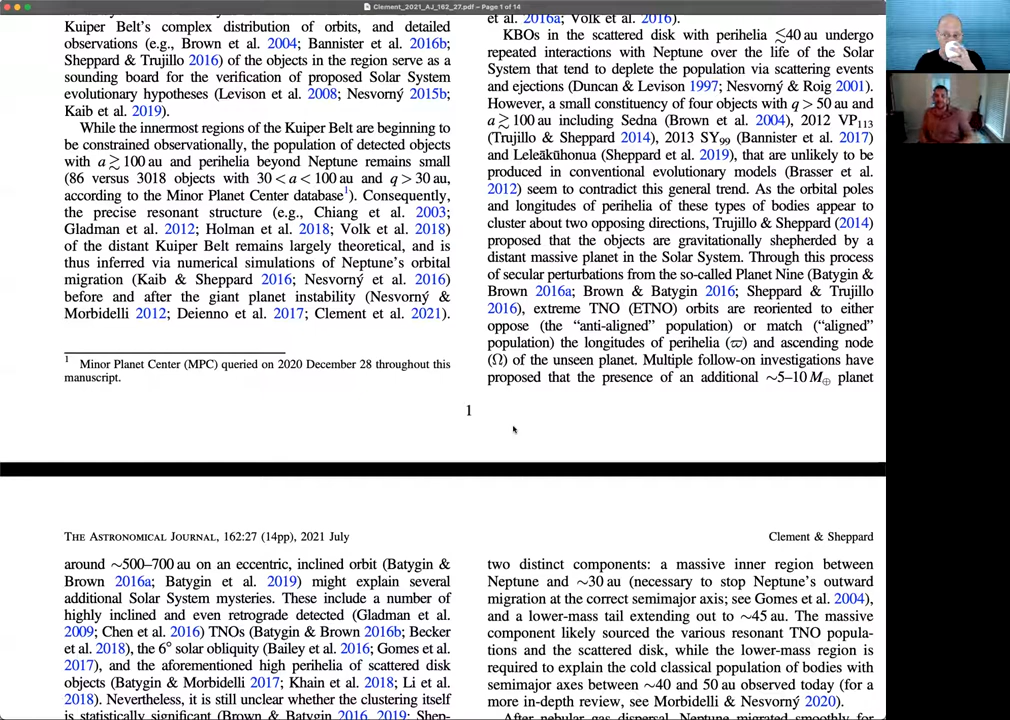 Clement_2021_AJ_162_27.pdf – Page 1 of 14
Kuiper Belt's complex distribution of orbits, and detailed
observations (e.g., Brown et al. 2004; Bannister et al. 2016b;
Sheppard & Trujillo 2016) of the objects in the region serve as a
sounding board for the verification of proposed Solar System
evolutionary hypotheses (Levison et al. 2008; Nesvorný 2015b;
Kaib et al. 2019).
While the innermost regions of the Kuiper Belt are beginning to
be constrained observationally, the population of detected objects
with a ≳ 100 au and perihelia beyond Neptune remains small
(86 versus 3018 objects with 30 < a < 100 au and q > 30 au,
according to the Minor Planet Center database1). Consequently,
the precise resonant structure (e.g., Chiang et al. 2003;
Gladman et al. 2012; Holman et al. 2018; Volk et al. 2018)
of the distant Kuiper Belt remains largely theoretical, and is
thus inferred via numerical simulations of Neptune's orbital
migration (Kaib & Sheppard 2016; Nesvorný et al. 2016)
before and after the giant planet instability (Nesvorný &
Morbidelli 2012; Deienno et al. 2017; Clement et al. 2021).
1 Minor Planet Center (MPC) queried on 2020 December 28 throughout this
manuscript.
et al. 2016a; Volk et al. 2016).
KBOs in the scattered disk with perihelia ≲40 au undergo
repeated interactions with Neptune over the life of the Solar
System that tend to deplete the population via scattering events
and ejections (Duncan & Levison 1997; Nesvorný & Roig 2001).
However, a small constituency of four objects with q > 50 au and
a ≳ 100 au including Sedna (Brown et al. 2004), 2012 VP113
(Trujillo & Sheppard 2014), 2013 SY99 (Bannister et al. 2017)
and Leleākūhonua (Sheppard et al. 2019), that are unlikely to be
produced in conventional evolutionary models (Brasser et al.
2012) seem to contradict this general trend. As the orbital poles
and longitudes of perihelia of these types of bodies appear to
cluster about two opposing directions, Trujillo & Sheppard (2014)
proposed that the objects are gravitationally shepherded by a
distant massive planet in the Solar System. Through this process
of secular perturbations from the so-called Planet Nine (Batygin &
Brown 2016a; Brown & Batygin 2016; Sheppard & Trujillo
2016), extreme TNO (ETNO) orbits are reoriented to either
oppose (the "anti-aligned" population) or match ("aligned"
population) the longitudes of perihelia (ϖ) and ascending node
(Ω) of the unseen planet. Multiple follow-on investigations have
proposed that the presence of an additional ~5–10 M⊕ planet
1
THE ASTRONOMICAL JOURNAL, 162:27 (14pp), 2021 July
Clement & Sheppard
around ~500–700 au on an eccentric, inclined orbit (Batygin &
Brown 2016a; Batygin et al. 2019) might explain several
additional Solar System mysteries. These include a number of
highly inclined and even retrograde detected (Gladman et al.
2009; Chen et al. 2016) TNOs (Batygin & Brown 2016b; Becker
et al. 2018), the 6° solar obliquity (Bailey et al. 2016; Gomes et al.
2017), and the aforementioned high perihelia of scattered disk
objects (Batygin & Morbidelli 2017; Khain et al. 2018; Li et al.
2018). Nevertheless, it is still unclear whether the clustering itself
is statistically significant (Brown & Batygin 2016, 2019; Shep-
two distinct components: a massive inner region between
Neptune and ~30 au (necessary to stop Neptune's outward
migration at the correct semimajor axis; see Gomes et al. 2004),
and a lower-mass tail extending out to ~45 au. The massive
component likely sourced the various resonant TNO popula-
tions and the scattered disk, while the lower-mass region is
required to explain the cold classical population of bodies with
semimajor axes between ~40 and 50 au observed today (for a
more in-depth review, see Morbidelli & Nesvorný 2020).
After nebular gas dispersal, Neptune migrated smoothly for